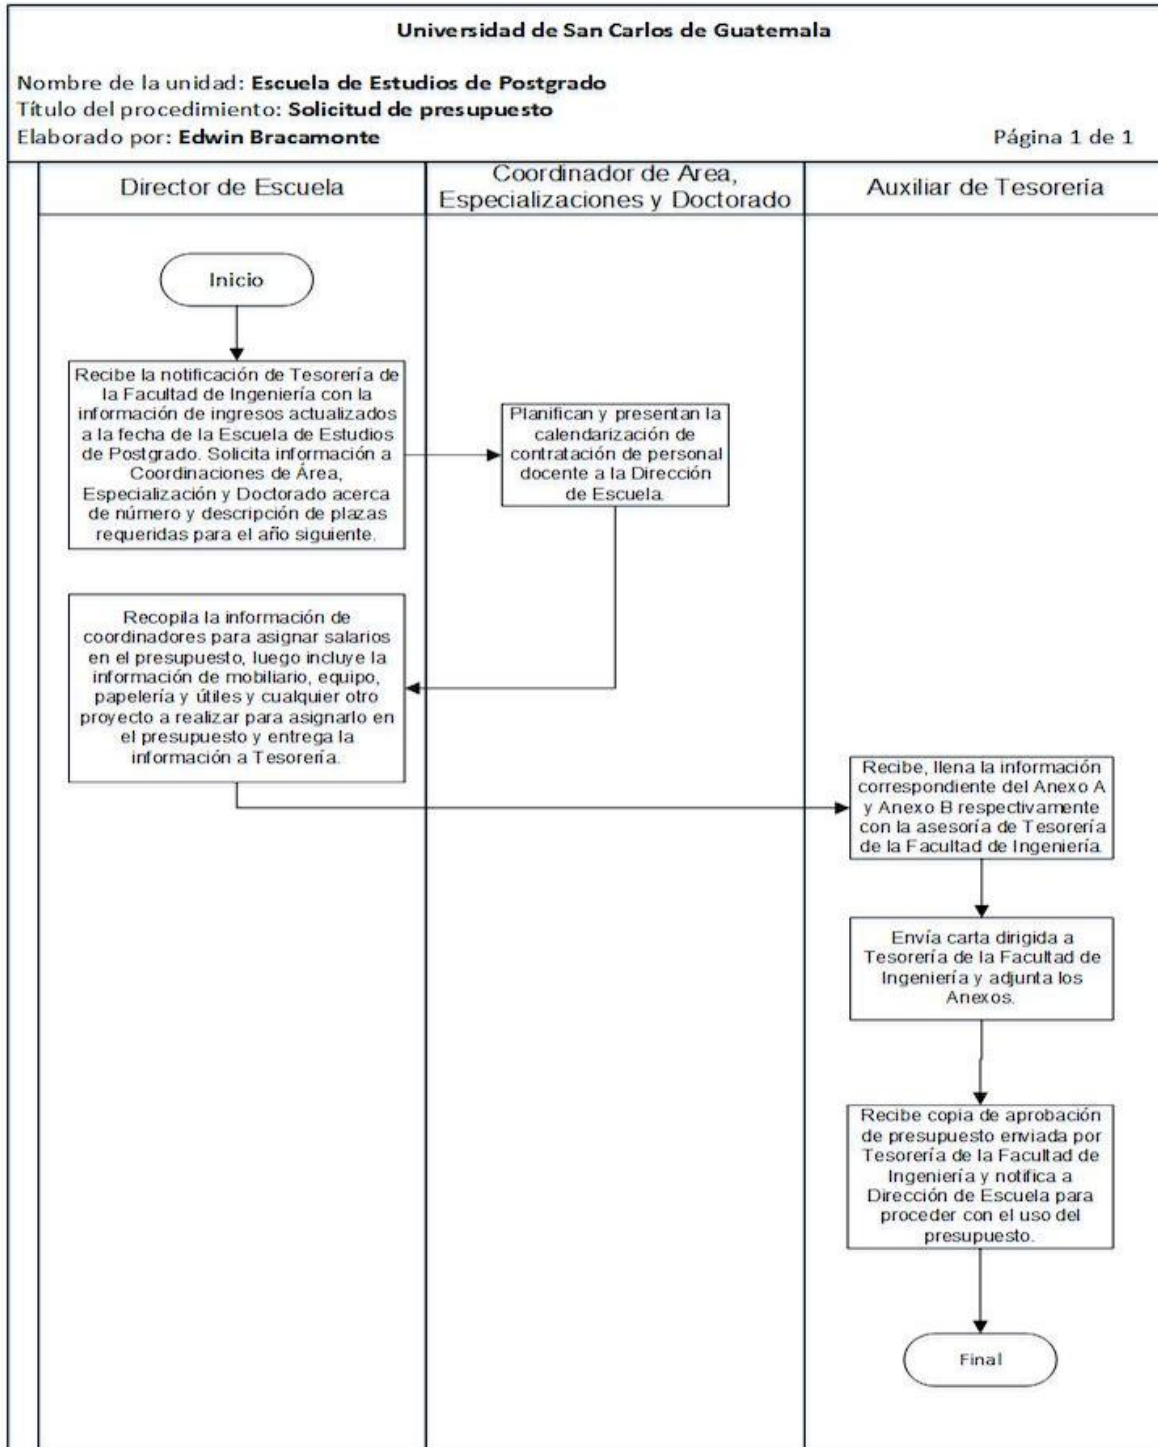 Universidad de San Carlos de Guatemala
Nombre de la unidad: Escuela de Estudios de Postgrado
Título del procedimiento: Solicitud de presupuesto
Elaborado por: Edwin Bracamonte
Página 1 de 1
Director de Escuela
Coordinador de Area,
Especializaciones y Doctorado
Auxiliar de Tesorería
Inicio
Recibe la notificación de Tesorería de
la Facultad de Ingeniería con la
información de ingresos actualizados
a la fecha de la Escuela de Estudios
de Postgrado. Solicita información a
Coordinaciones de Área,
Especialización y Doctorado acerca
de número y descripción de plazas
requeridas para el año siguiente.
Planifican y presentan la
calendarización de
contratación de personal
docente a la Dirección
de Escuela.
Recopila la información de
coordinadores para asignar salarios
en el presupuesto, luego incluye la
información de mobiliario, equipo,
papelería y útiles y cualquier otro
proyecto a realizar para asignarlo en
el presupuesto y entrega la
información a Tesorería.
Recibe, llena la información
correspondiente del Anexo A
y Anexo B respectivamente
con la asesoría de Tesorería
de la Facultad de Ingeniería.
Envía carta dirigida a
Tesorería de la Facultad de
Ingeniería y adjunta los
Anexos.
Recibe copia de aprobación
de presupuesto enviada por
Tesorería de la Facultad de
Ingeniería y notifica a
Dirección de Escuela para
proceder con el uso del
presupuesto.
Final